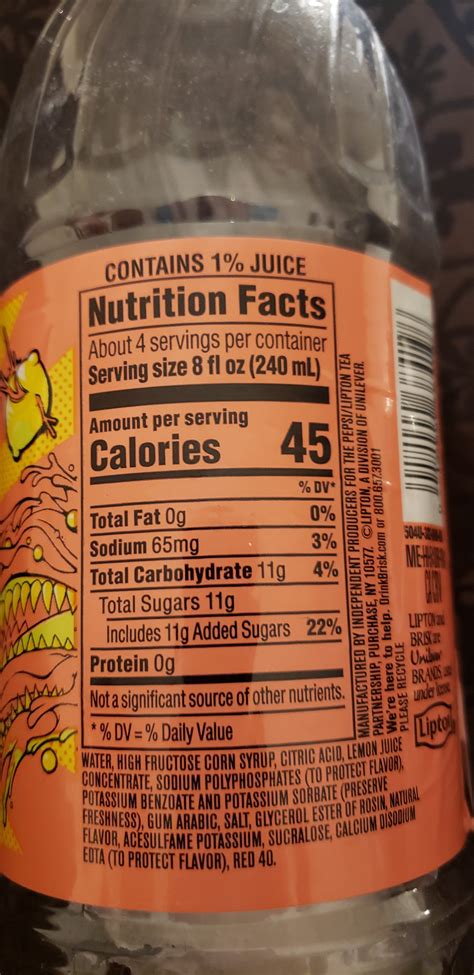 CONTAINS 1% JUICE
Nutrition Facts
About 4 servings per container
Serving size 8 fl oz (240 mL)
Amount per serving
Calories 45
% DV*
Total Fat 0g 0%
Sodium 65mg 3%
Total Carbohydrate 11g 4%
Total Sugars 11g
Includes 11g Added Sugars 22%
Protein 0g
Not a significant source of other nutrients.
* % DV = % Daily Value
WATER, HIGH FRUCTOSE CORN SYRUP, CITRIC ACID, LEMON JUICE
CONCENTRATE, SODIUM POLYPHOSPHATES (TO PROTECT FLAVOR),
POTASSIUM BENZOATE AND POTASSIUM SORBATE (PRESERVE
FRESHNESS), GUM ARABIC, SALT, GLYCEROL ESTER OF ROSIN, NATURAL
FLAVOR, ACESULFAME POTASSIUM, SUCRALOSE, CALCIUM DISODIUM
EDTA (TO PROTECT FLAVOR), RED 40.
MANUFACTURED BY INDEPENDENT PRODUCERS FOR THE PEPSI/LIPTON TEA
PARTNERSHIP, PURCHASE, NY 10577. © LIPTON, A DIVISION OF UNILEVER.
We're here to help. DrinkBrisk.com or 800.657.3001
PLEASE RECYCLE
LIPTON and
BRISK are
Unilever
BRANDS
under
Lipton